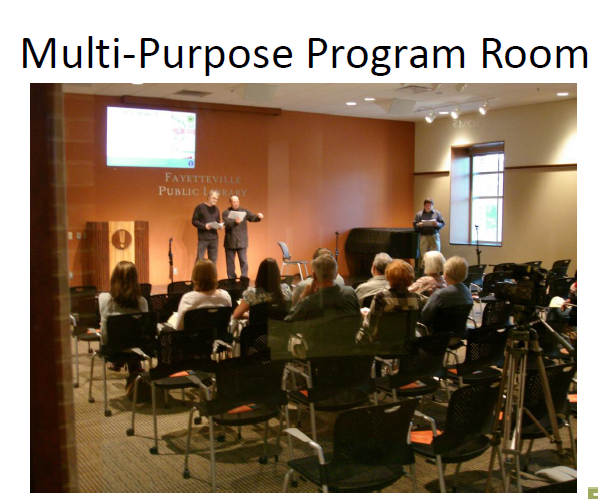 Multi-Purpose Program Room
FAYETTEVILLE
PUBLIC LIBRARY